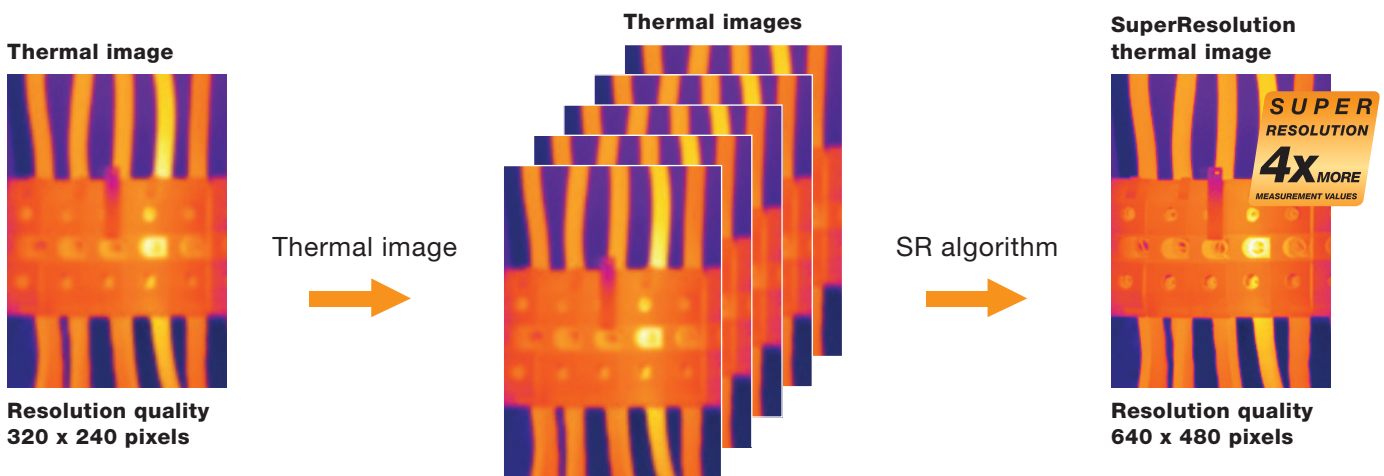 Thermal image
Resolution quality
320 x 240 pixels
Thermal image
Thermal images
SR algorithm
SuperResolution
thermal image
SUPER
RESOLUTION
4x MORE
MEASUREMENT VALUES
Resolution quality
640 x 480 pixels